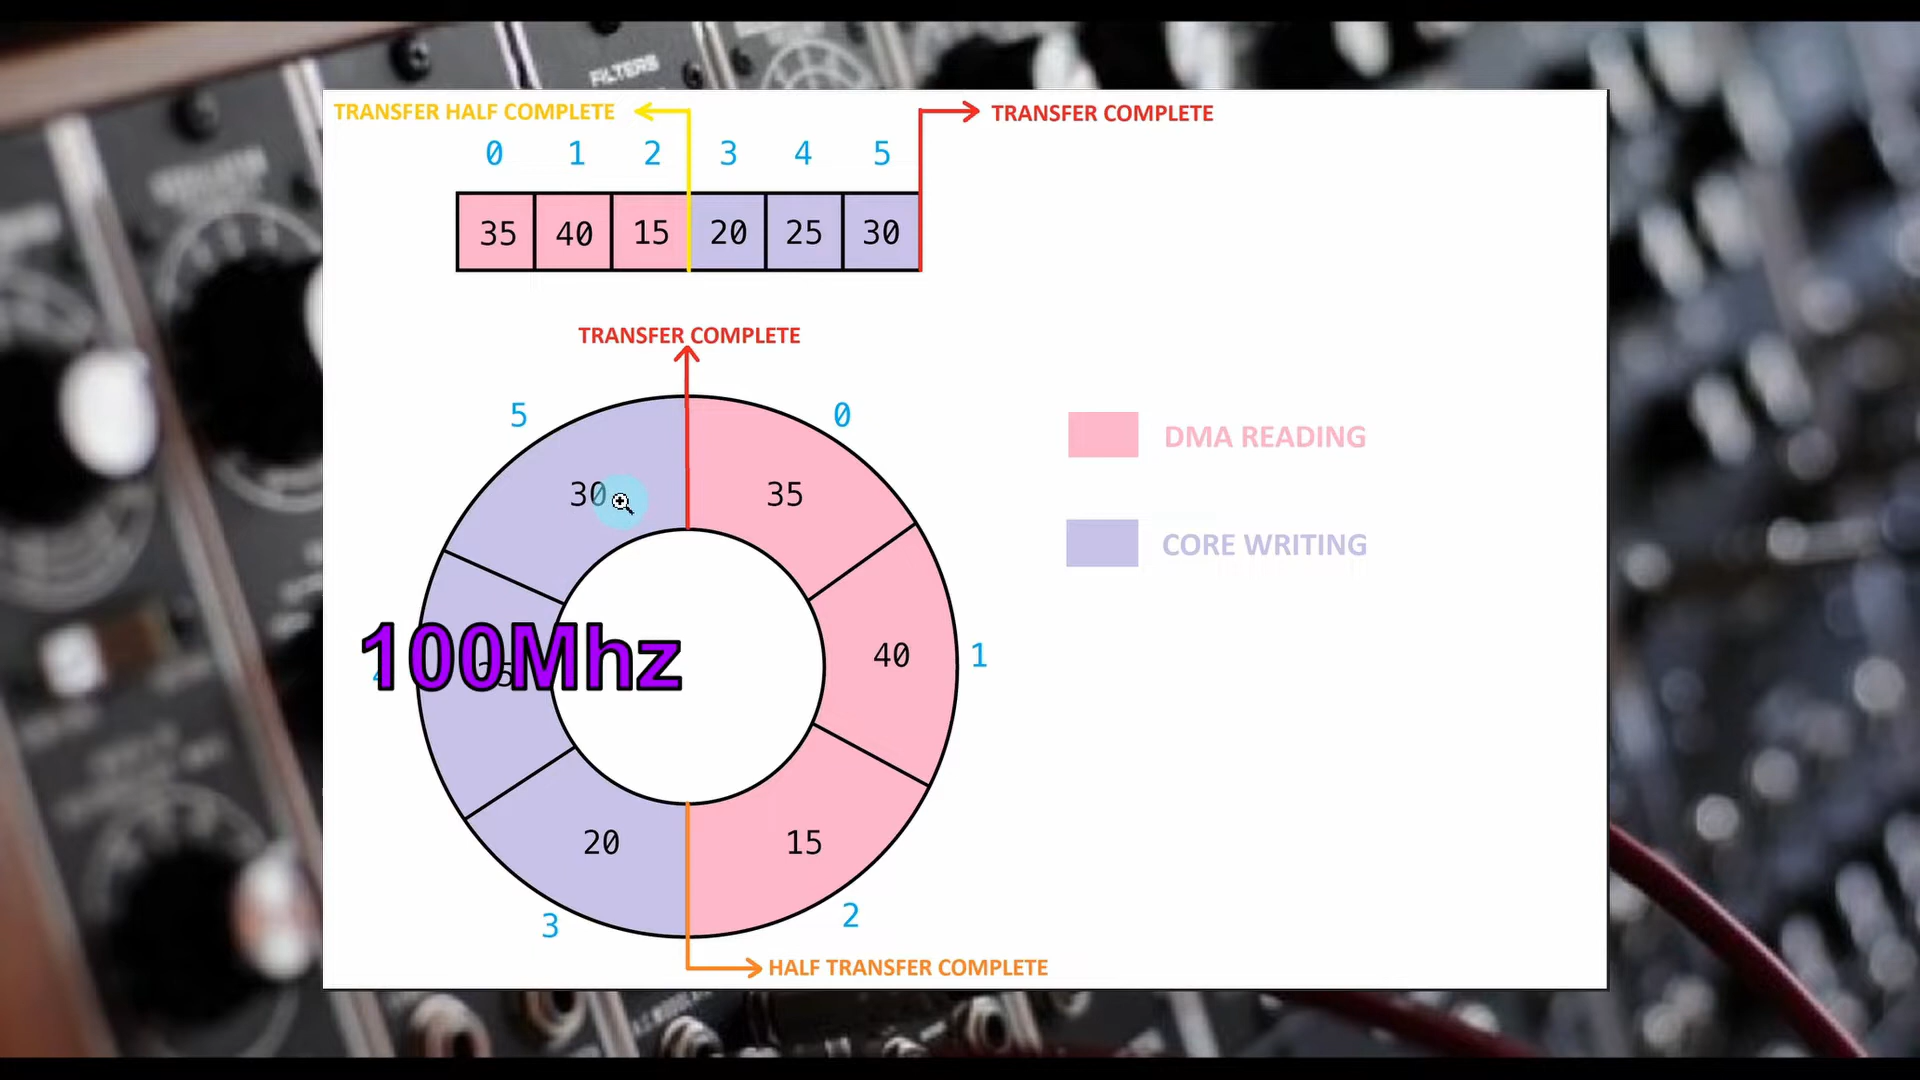 FILTERS
TRANSFER HALF COMPLETE
TRANSFER COMPLETE
0 1 2 3 4 5
35 40 15 20 25 30
TRANSFER COMPLETE
5 0
30 35
DMA READING
CORE WRITING
100Mhz
40 1
20 15
3 2
HALF TRANSFER COMPLETE